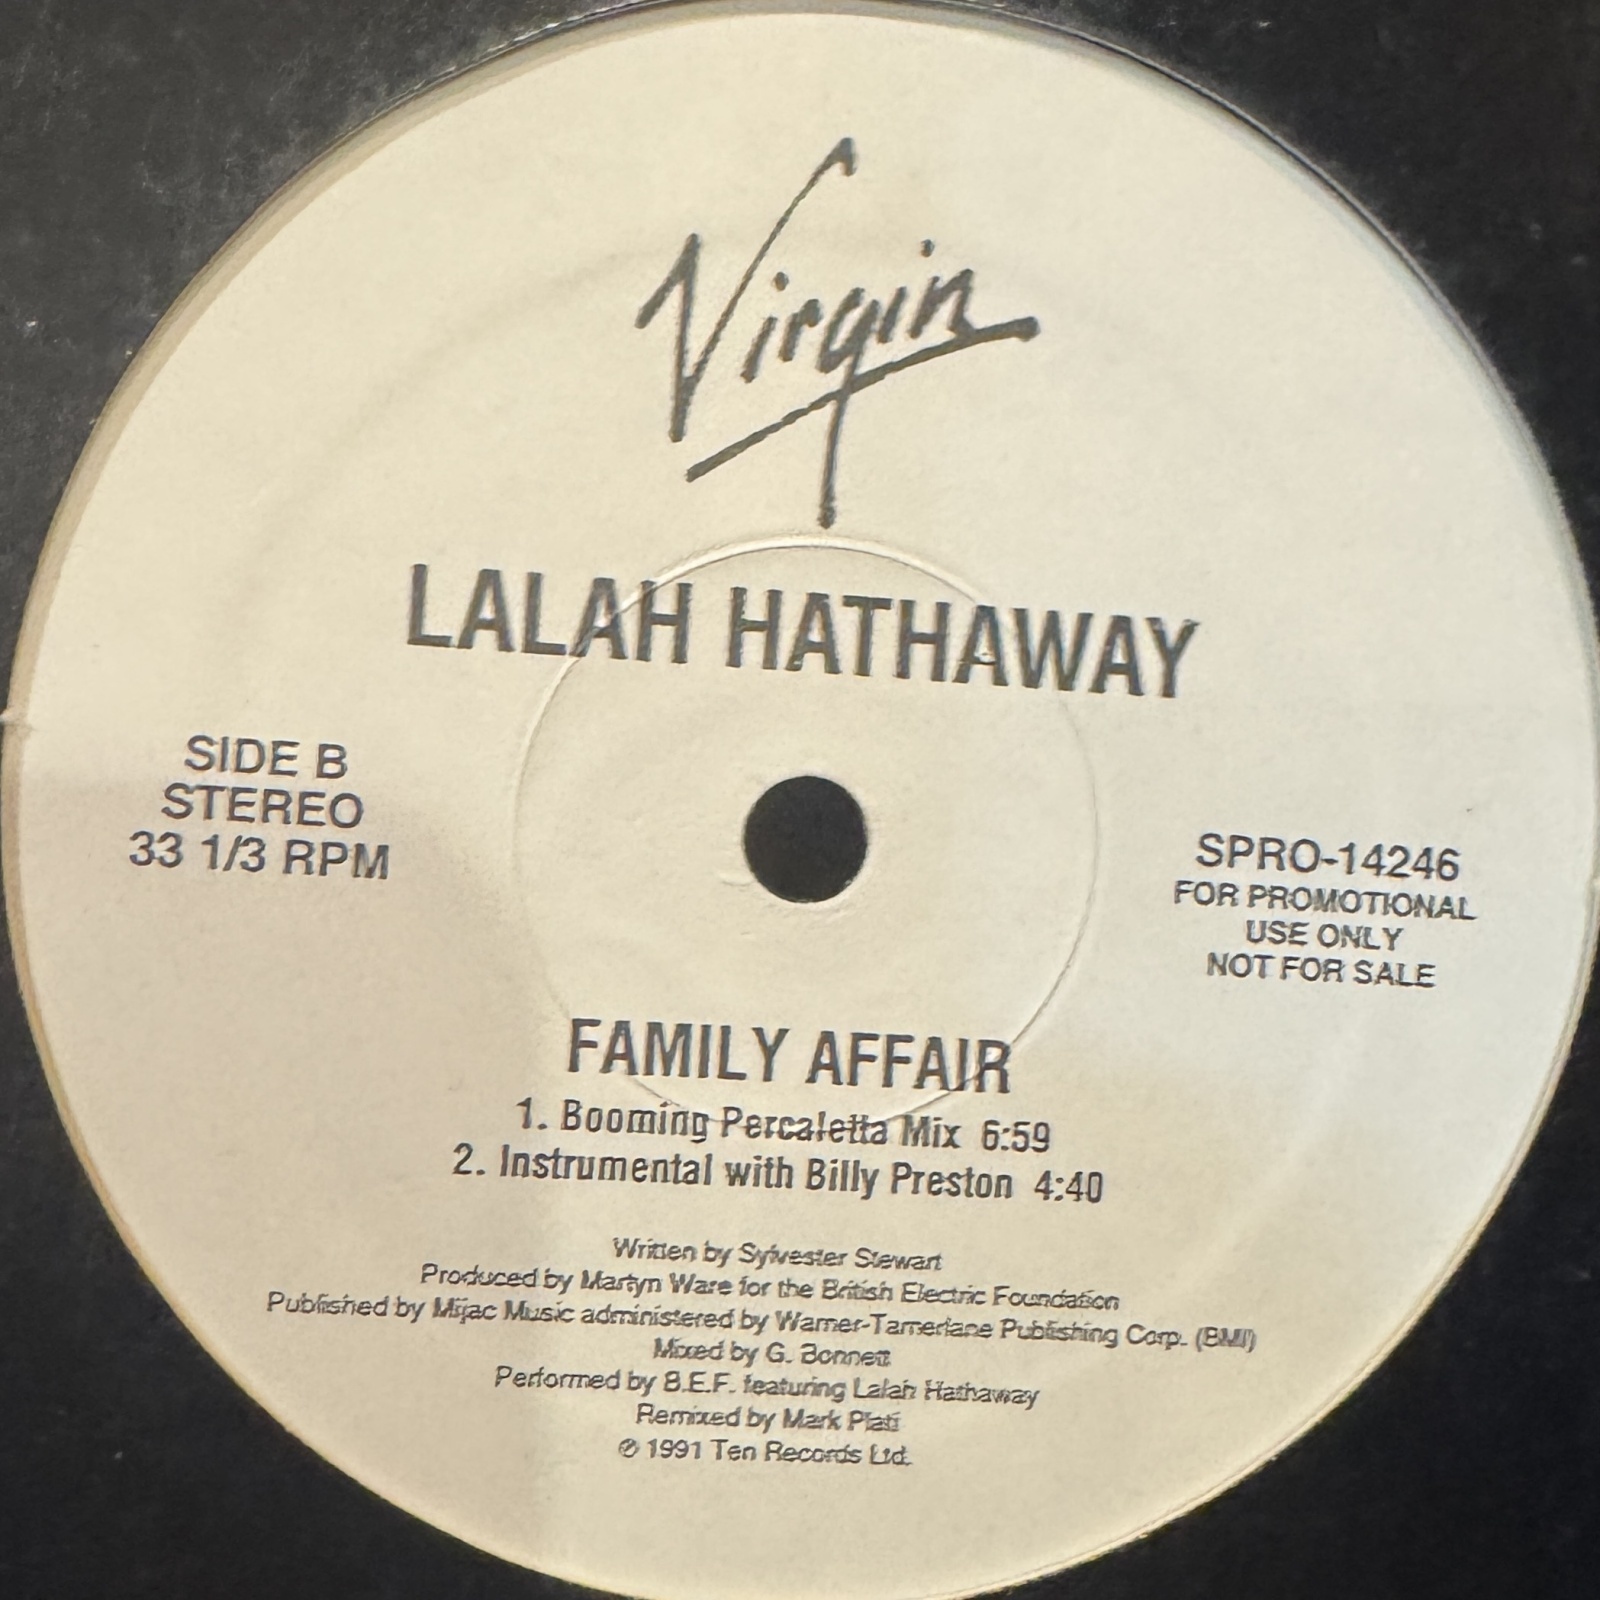 Virgin
LALAH HATHAWAY
SIDE B
STEREO
33 1/3 RPM
SPRO-14246
FOR PROMOTIONAL
USE ONLY
NOT FOR SALE
FAMILY AFFAIR
1. Booming Percaletta Mix 6:59
2. Instrumental with Billy Preston 4:40
Written by Sylvester Stewart
Produced by Martyn Ware for the British Electric Foundation
Published by Mijac Music administered by Warner-Tamerlane Publishing Corp. (BMI)
Mixed by G. Bonnett
Performed by B.E.F. featuring Lalah Hathaway
Remixed by Mark Plati
℗ 1991 Ten Records Ltd.